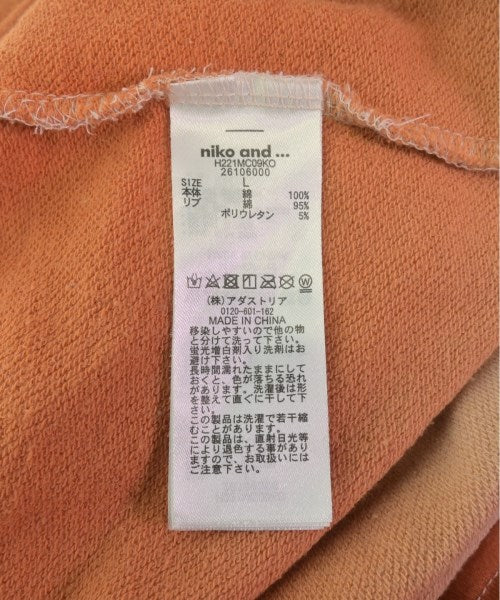 niko and ...
H221MC09KO
26106000
SIZE L
本体 綿 100%
リブ 綿 95%
ポリウレタン 5%
(株)アダストリア
0120-601-162
MADE IN CHINA
移染しやすいので他の物
と分けて洗って下さい。
蛍光増白剤入り洗剤はお
避け下さい。
長時間濡れたままにして
おくと、色が落ちる恐れ
があります。洗濯後は形
を整えて直ぐに干して下
さい。
この製品は洗濯で若干縮
むことが有ります。
この製品は、直射日光等
により退色する事があり
ますので、お取扱いには
ご注意下さい。